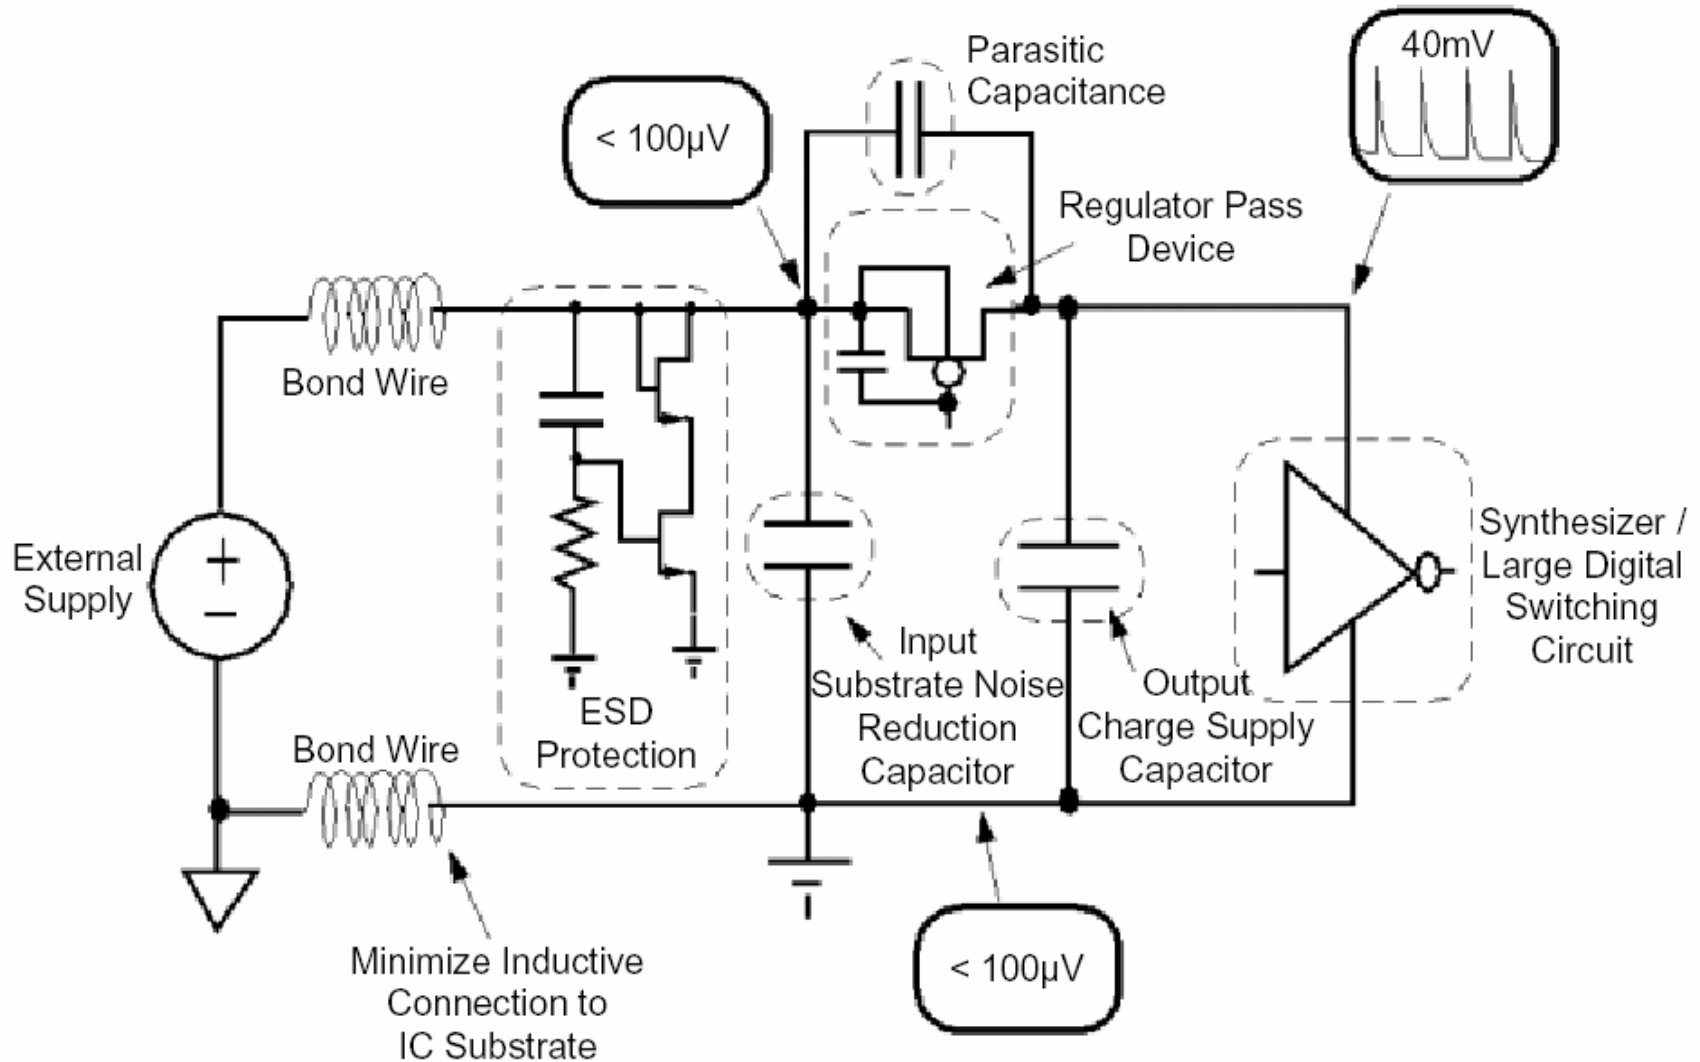 Parasitic
Capacitance
40mV
< 100µV
Regulator Pass
Device
Bond Wire
External
Supply
Synthesizer /
Large Digital
Switching
Circuit
Input
Substrate Noise
Reduction
Capacitor
Output
Charge Supply
Capacitor
ESD
Protection
Bond Wire
< 100µV
Minimize Inductive
Connection to
IC Substrate